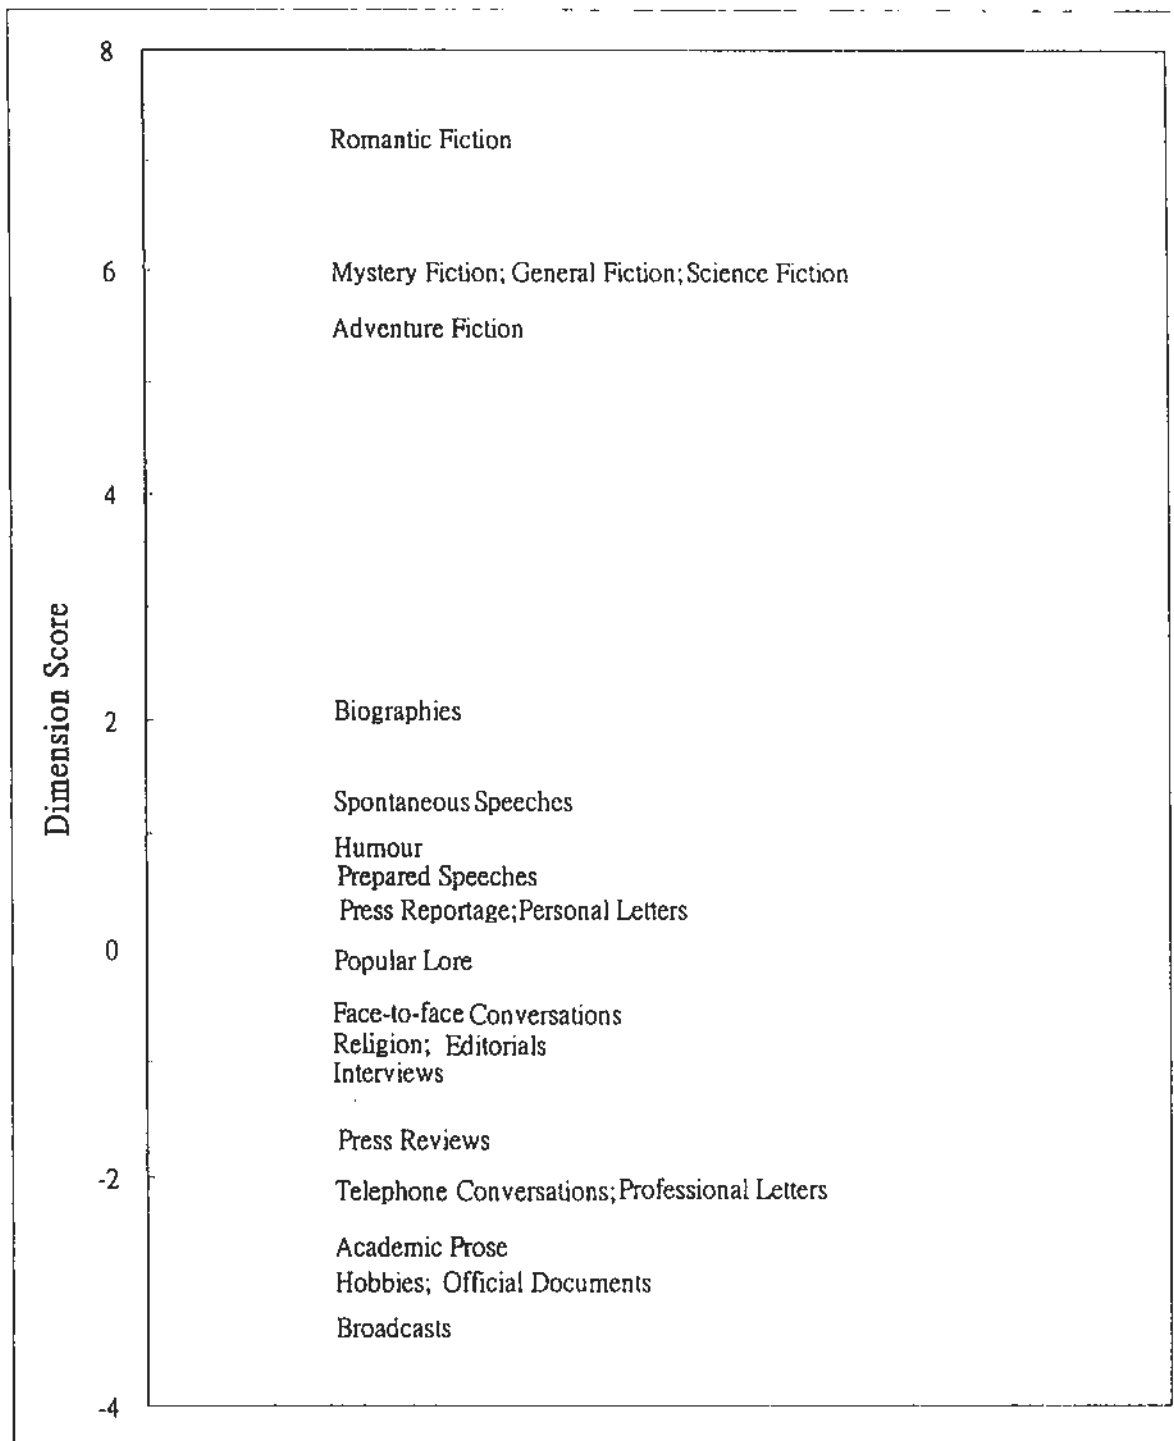 8
Romantic Fiction
6
Mystery Fiction; General Fiction; Science Fiction
Adventure Fiction
4
Dimension Score
2
Biographies
Spontaneous Speeches
Humour
Prepared Speeches
Press Reportage; Personal Letters
0
Popular Lore
Face-to-face Conversations
Religion; Editorials
Interviews
Press Reviews
-2
Telephone Conversations; Professional Letters
Academic Prose
Hobbies; Official Documents
Broadcasts
-4